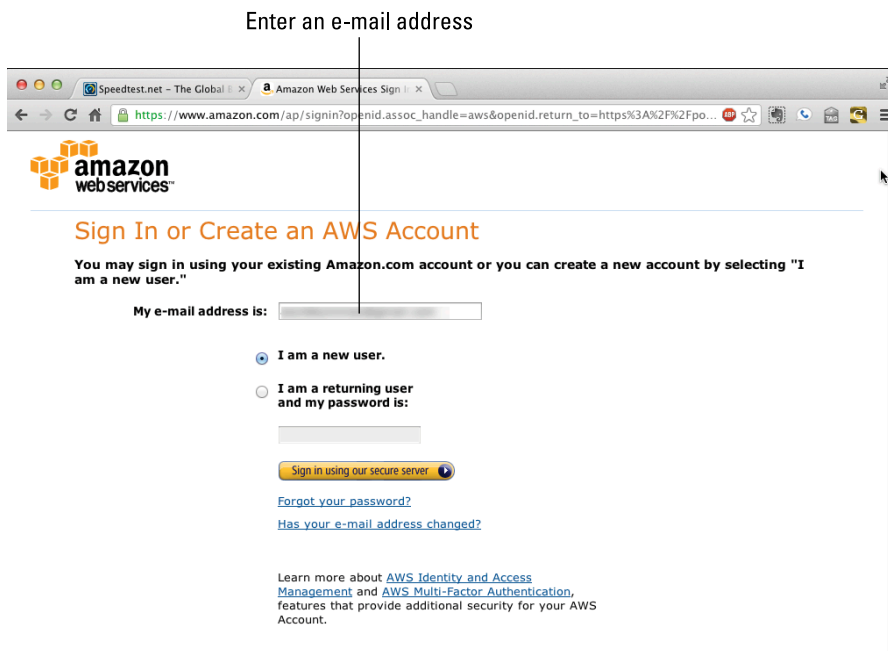 Enter an e-mail address
Speedtest.net – The Global
Amazon Web Services Sign
https://www.amazon.com/ap/signin?openid.assoc_handle=aws&openid.return_to=https%3A%2F%2Fpo...
ABP
TAG
amazon
web services™
Sign In or Create an AWS Account
You may sign in using your existing Amazon.com account or you can create a new account by selecting "I
am a new user."
My e-mail address is:
I am a new user.
I am a returning user
and my password is:
Sign in using our secure server
Forgot your password?
Has your e-mail address changed?
Learn more about AWS Identity and Access
Management and AWS Multi-Factor Authentication,
features that provide additional security for your AWS
Account.